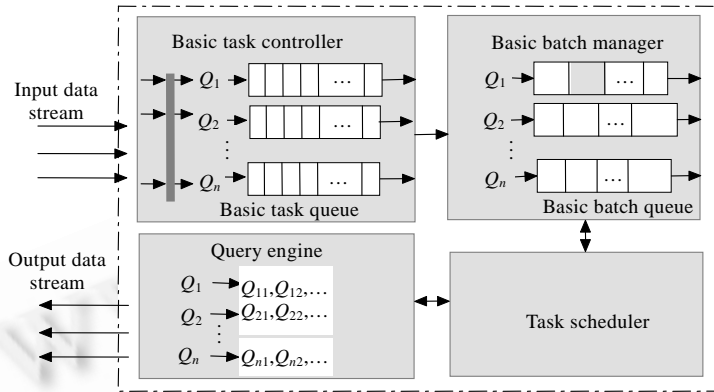 Basic task controller
Q1
...
Q2
...
⋮
Qn
...
Basic task queue
Basic batch manager
Q1
...
Q2
...
⋮
Qn
...
Basic batch queue
Input data
stream
Output data
stream
Query engine
Q1
Q11,Q12,...
Q2
Q21,Q22,...
⋮
Qn
Qn1,Qn2,...
Task scheduler